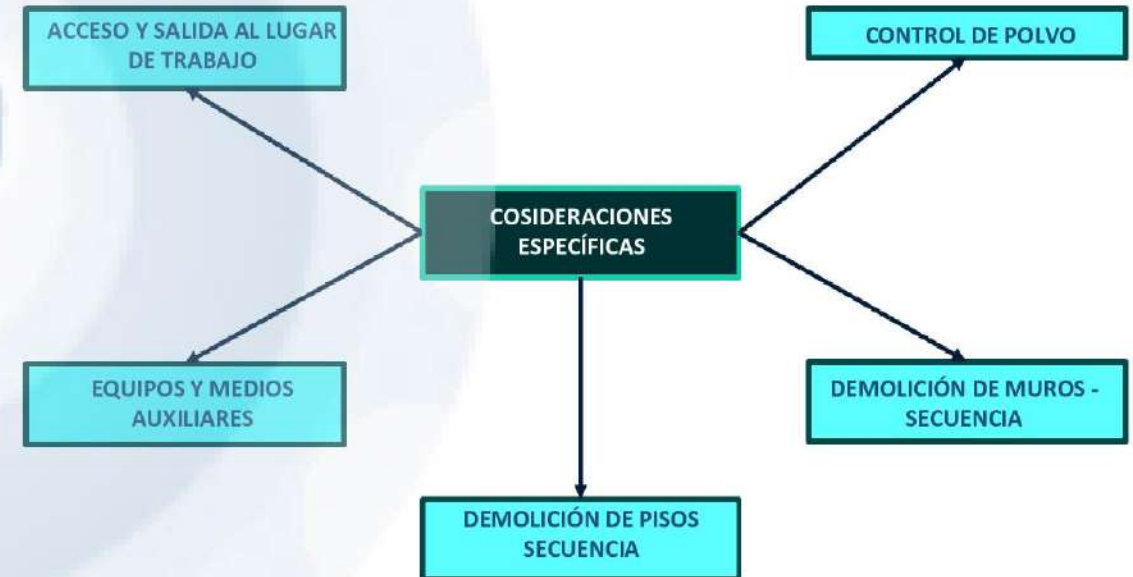 ACCESO Y SALIDA AL LUGAR
DE TRABAJO
CONTROL DE POLVO
COSIDERACIONES
ESPECÍFICAS
EQUIPOS Y MEDIOS
AUXILIARES
DEMOLICIÓN DE MUROS -
SECUENCIA
DEMOLICIÓN DE PISOS
SECUENCIA